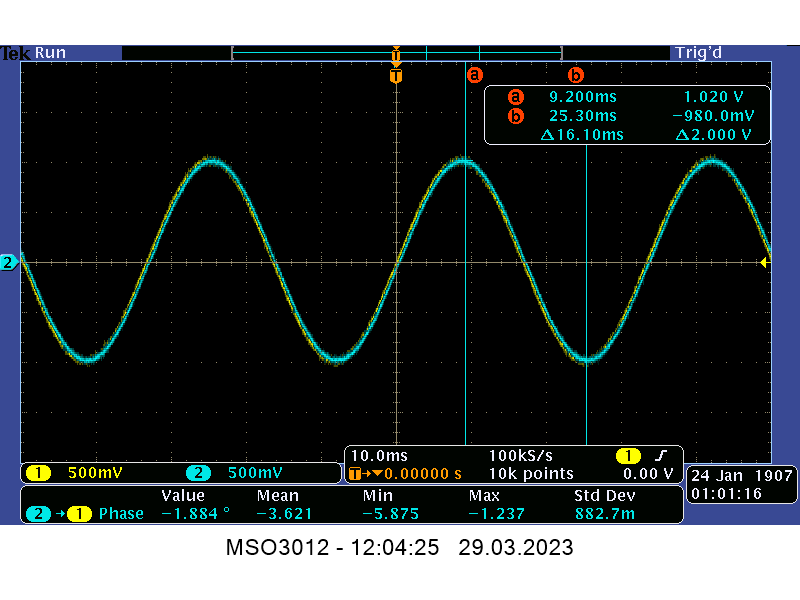 Tek Run Trig'd
T
T a b
a 9.200ms 1.020 V
b 25.30ms −980.0mV
Δ16.10ms Δ2.000 V
2
1 500mV 2 500mV
10.0ms 100kS/s 1
T→▼0.00000 s 10k points 0.00 V
24 Jan 1907
01:01:16
Value Mean Min Max Std Dev
2 → 1 Phase −1.884 ° −3.621 −5.875 −1.237 882.7m
MSO3012 - 12:04:25 29.03.2023